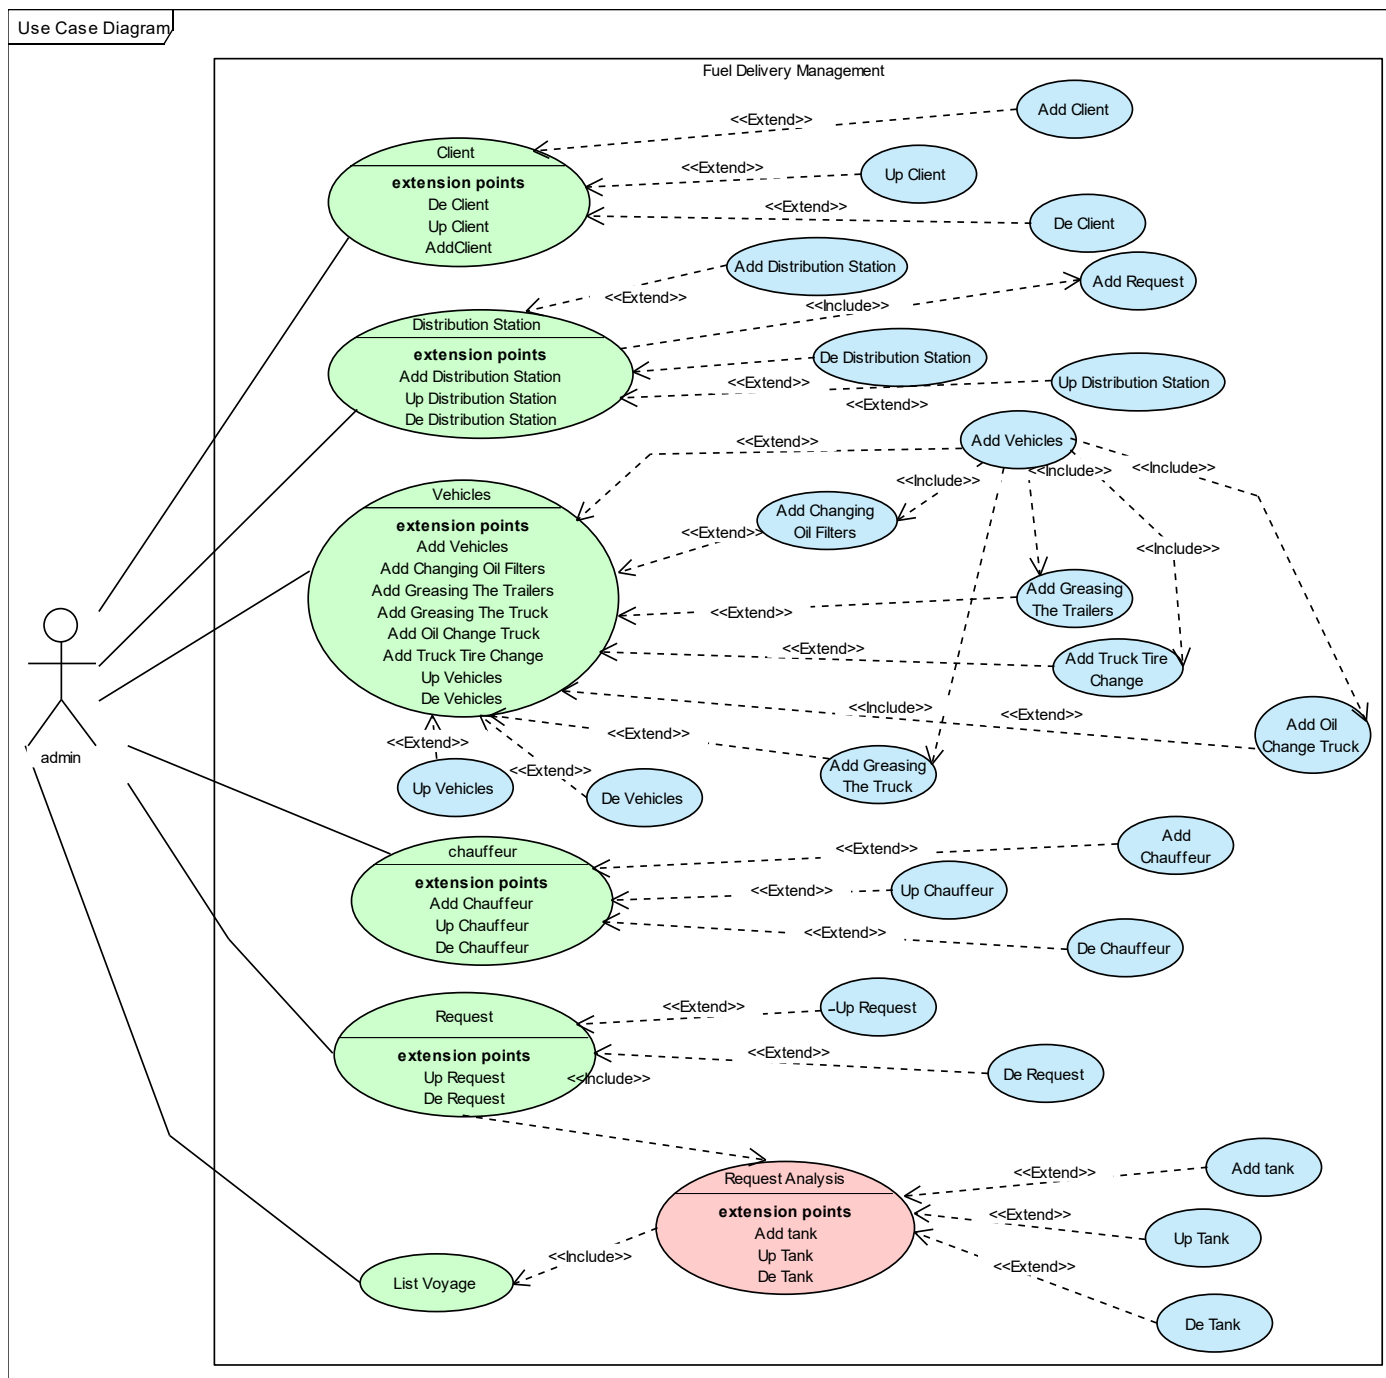 Use Case Diagram
Fuel Delivery Management
Add Client
<<Extend>>
Client
extension points
De Client
Up Client
AddClient
<<Extend>>
Up Client
<<Extend>>
De Client
Add Distribution Station
<<Extend>>
Add Request
<<Include>>
Distribution Station
extension points
Add Distribution Station
Up Distribution Station
De Distribution Station
De Distribution Station
<<Extend>>
Up Distribution Station
<<Extend>>
Add Vehicles
<<Extend>>
<<Include>>
<<Include>>
<<Include>>
Vehicles
extension points
Add Vehicles
Add Changing Oil Filters
Add Greasing The Trailers
Add Greasing The Truck
Add Oil Change Truck
Add Truck Tire Change
Up Vehicles
De Vehicles
Add Changing
Oil Filters
<<Extend>>
<<Include>>
Add Greasing
The Trailers
<<Extend>>
Add Truck Tire
Change
<<Extend>>
<<Include>>
<<Extend>>
Add Oil
Change Truck
<<Extend>>
<<Extend>>
<<Extend>>
Add Greasing
The Truck
Up Vehicles
De Vehicles
admin
chauffeur
extension points
Add Chauffeur
Up Chauffeur
De Chauffeur
<<Extend>>
Add
Chauffeur
<<Extend>>
Up Chauffeur
<<Extend>>
De Chauffeur
Request
extension points
Up Request
De Request
<<Extend>>
Up Request
<<Extend>>
De Request
<<Include>>
Request Analysis
extension points
Add tank
Up Tank
De Tank
<<Extend>>
Add tank
<<Extend>>
Up Tank
<<Extend>>
De Tank
<<Include>>
List Voyage